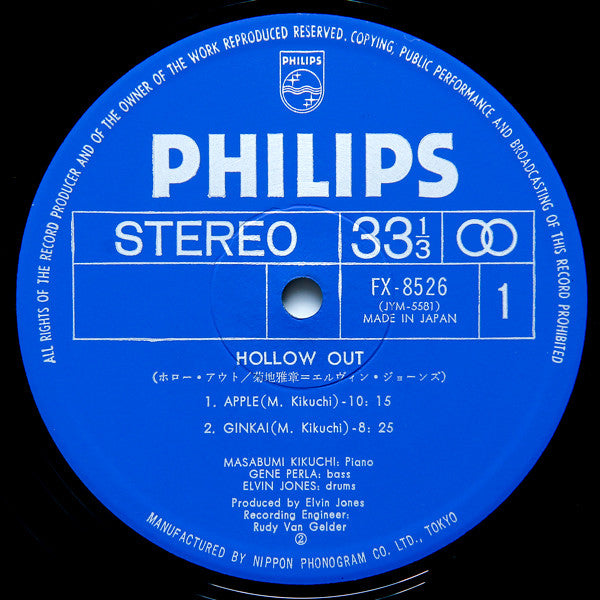 ALL RIGHTS OF THE RECORD PRODUCER AND OF THE OWNER OF THE WORK REPRODUCED RESERVED. COPYING, PUBLIC PERFORMANCE AND BROADCASTING OF THIS RECORD PROHIBITED
PHILIPS
PHILIPS
STEREO 33 1/3
FX-8526
(JYM-5581)
MADE IN JAPAN
1
HOLLOW OUT
《ホロー・アウト／菊地雅章＝エルヴィン・ジョーンズ》
1. APPLE(M. Kikuchi)-10: 15
2. GINKAI(M. Kikuchi)-8: 25
MASABUMI KIKUCHI: Piano
GENE PERLA: bass
ELVIN JONES: drums
Produced by Elvin Jones
Recording Engineer:
Rudy Van Gelder
②
MANUFACTURED BY NIPPON PHONOGRAM CO. LTD., TOKYO